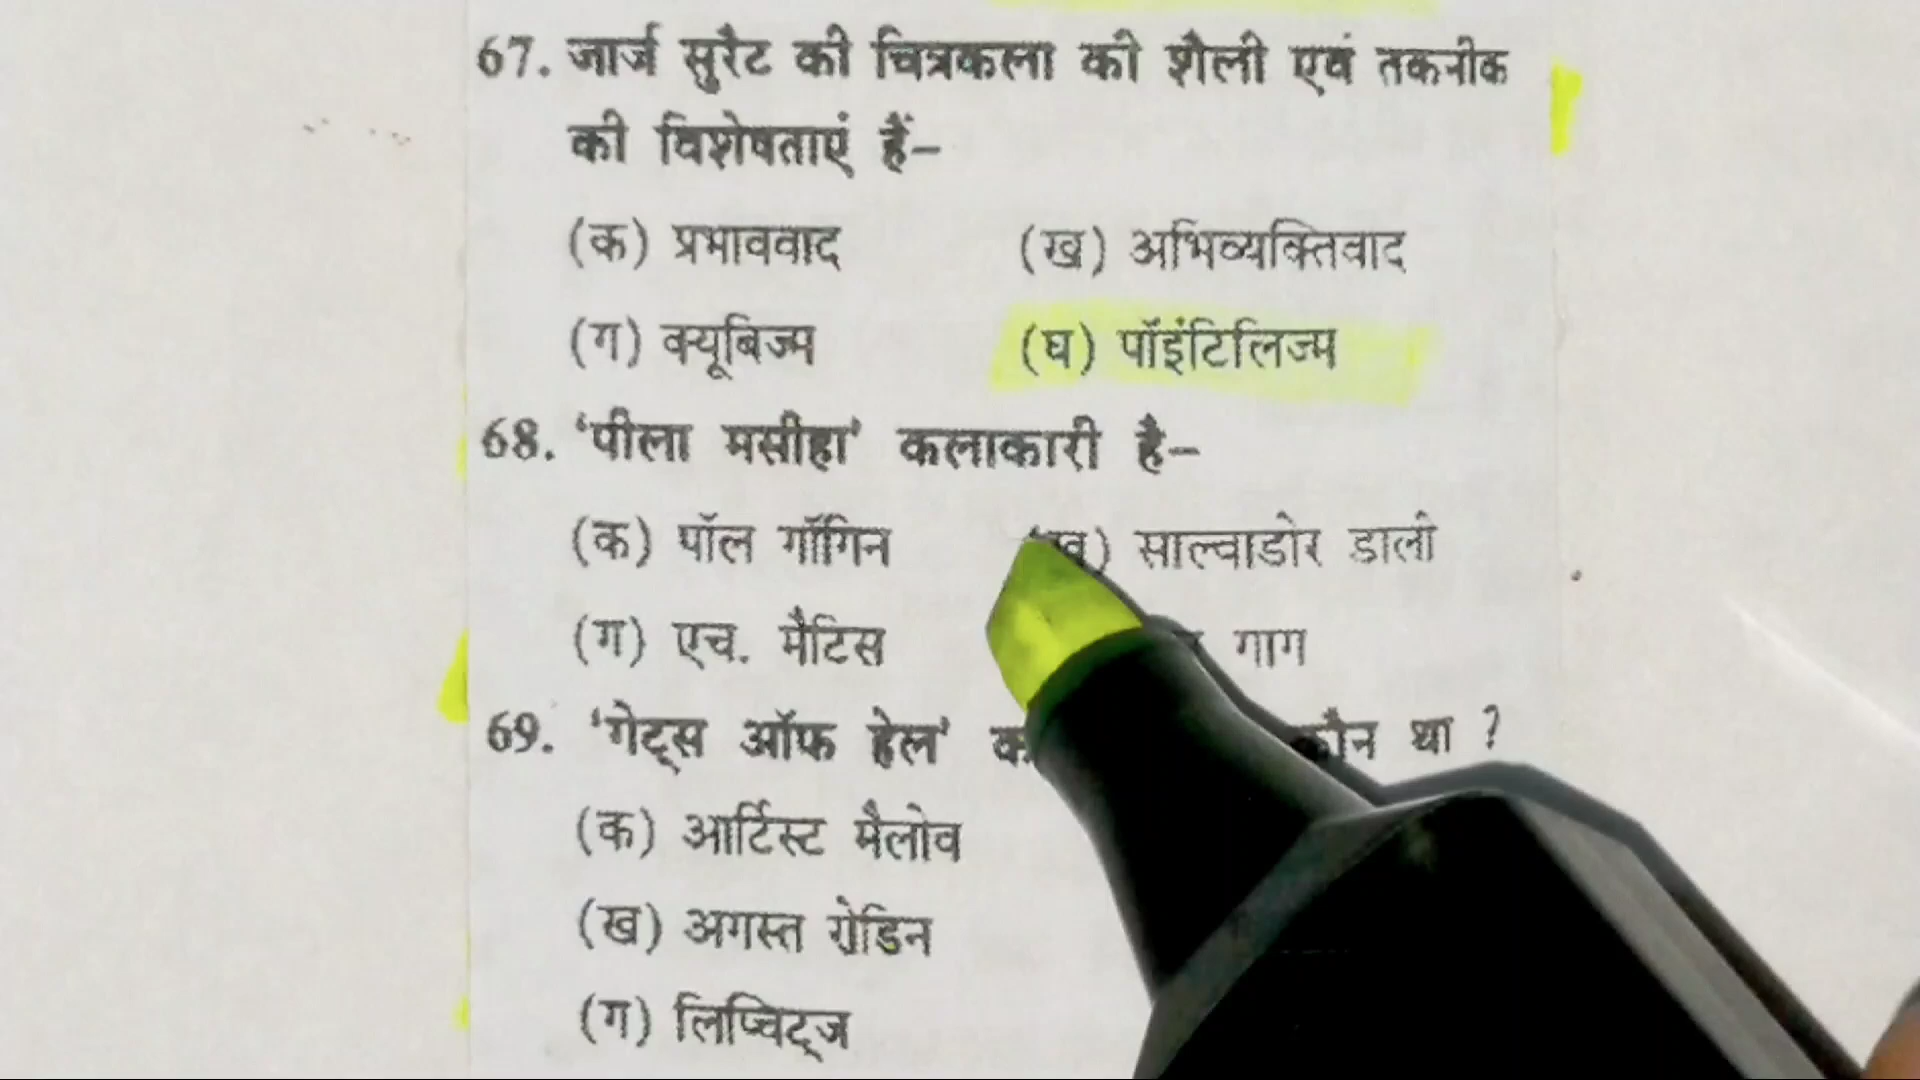 67. जार्ज सुरैट की चित्रकला की शैली एवं तकनीक
की विशेषताएं हैं–
(क) प्रभाववाद (ख) अभिव्यक्तिवाद
(ग) क्यूबिज्म (घ) पॉइंटिलिज्म
68. 'पीला मसीहा' कलाकारी है–
(क) पॉल गॉगिन (ख) साल्वाडोर डाली
(ग) एच. मैटिस गाग
69. 'गेट्स ऑफ हेल' कौन था ?
(क) आर्टिस्ट मैलोव
(ख) अगस्त रोडिन
(ग) लिप्चिट्ज